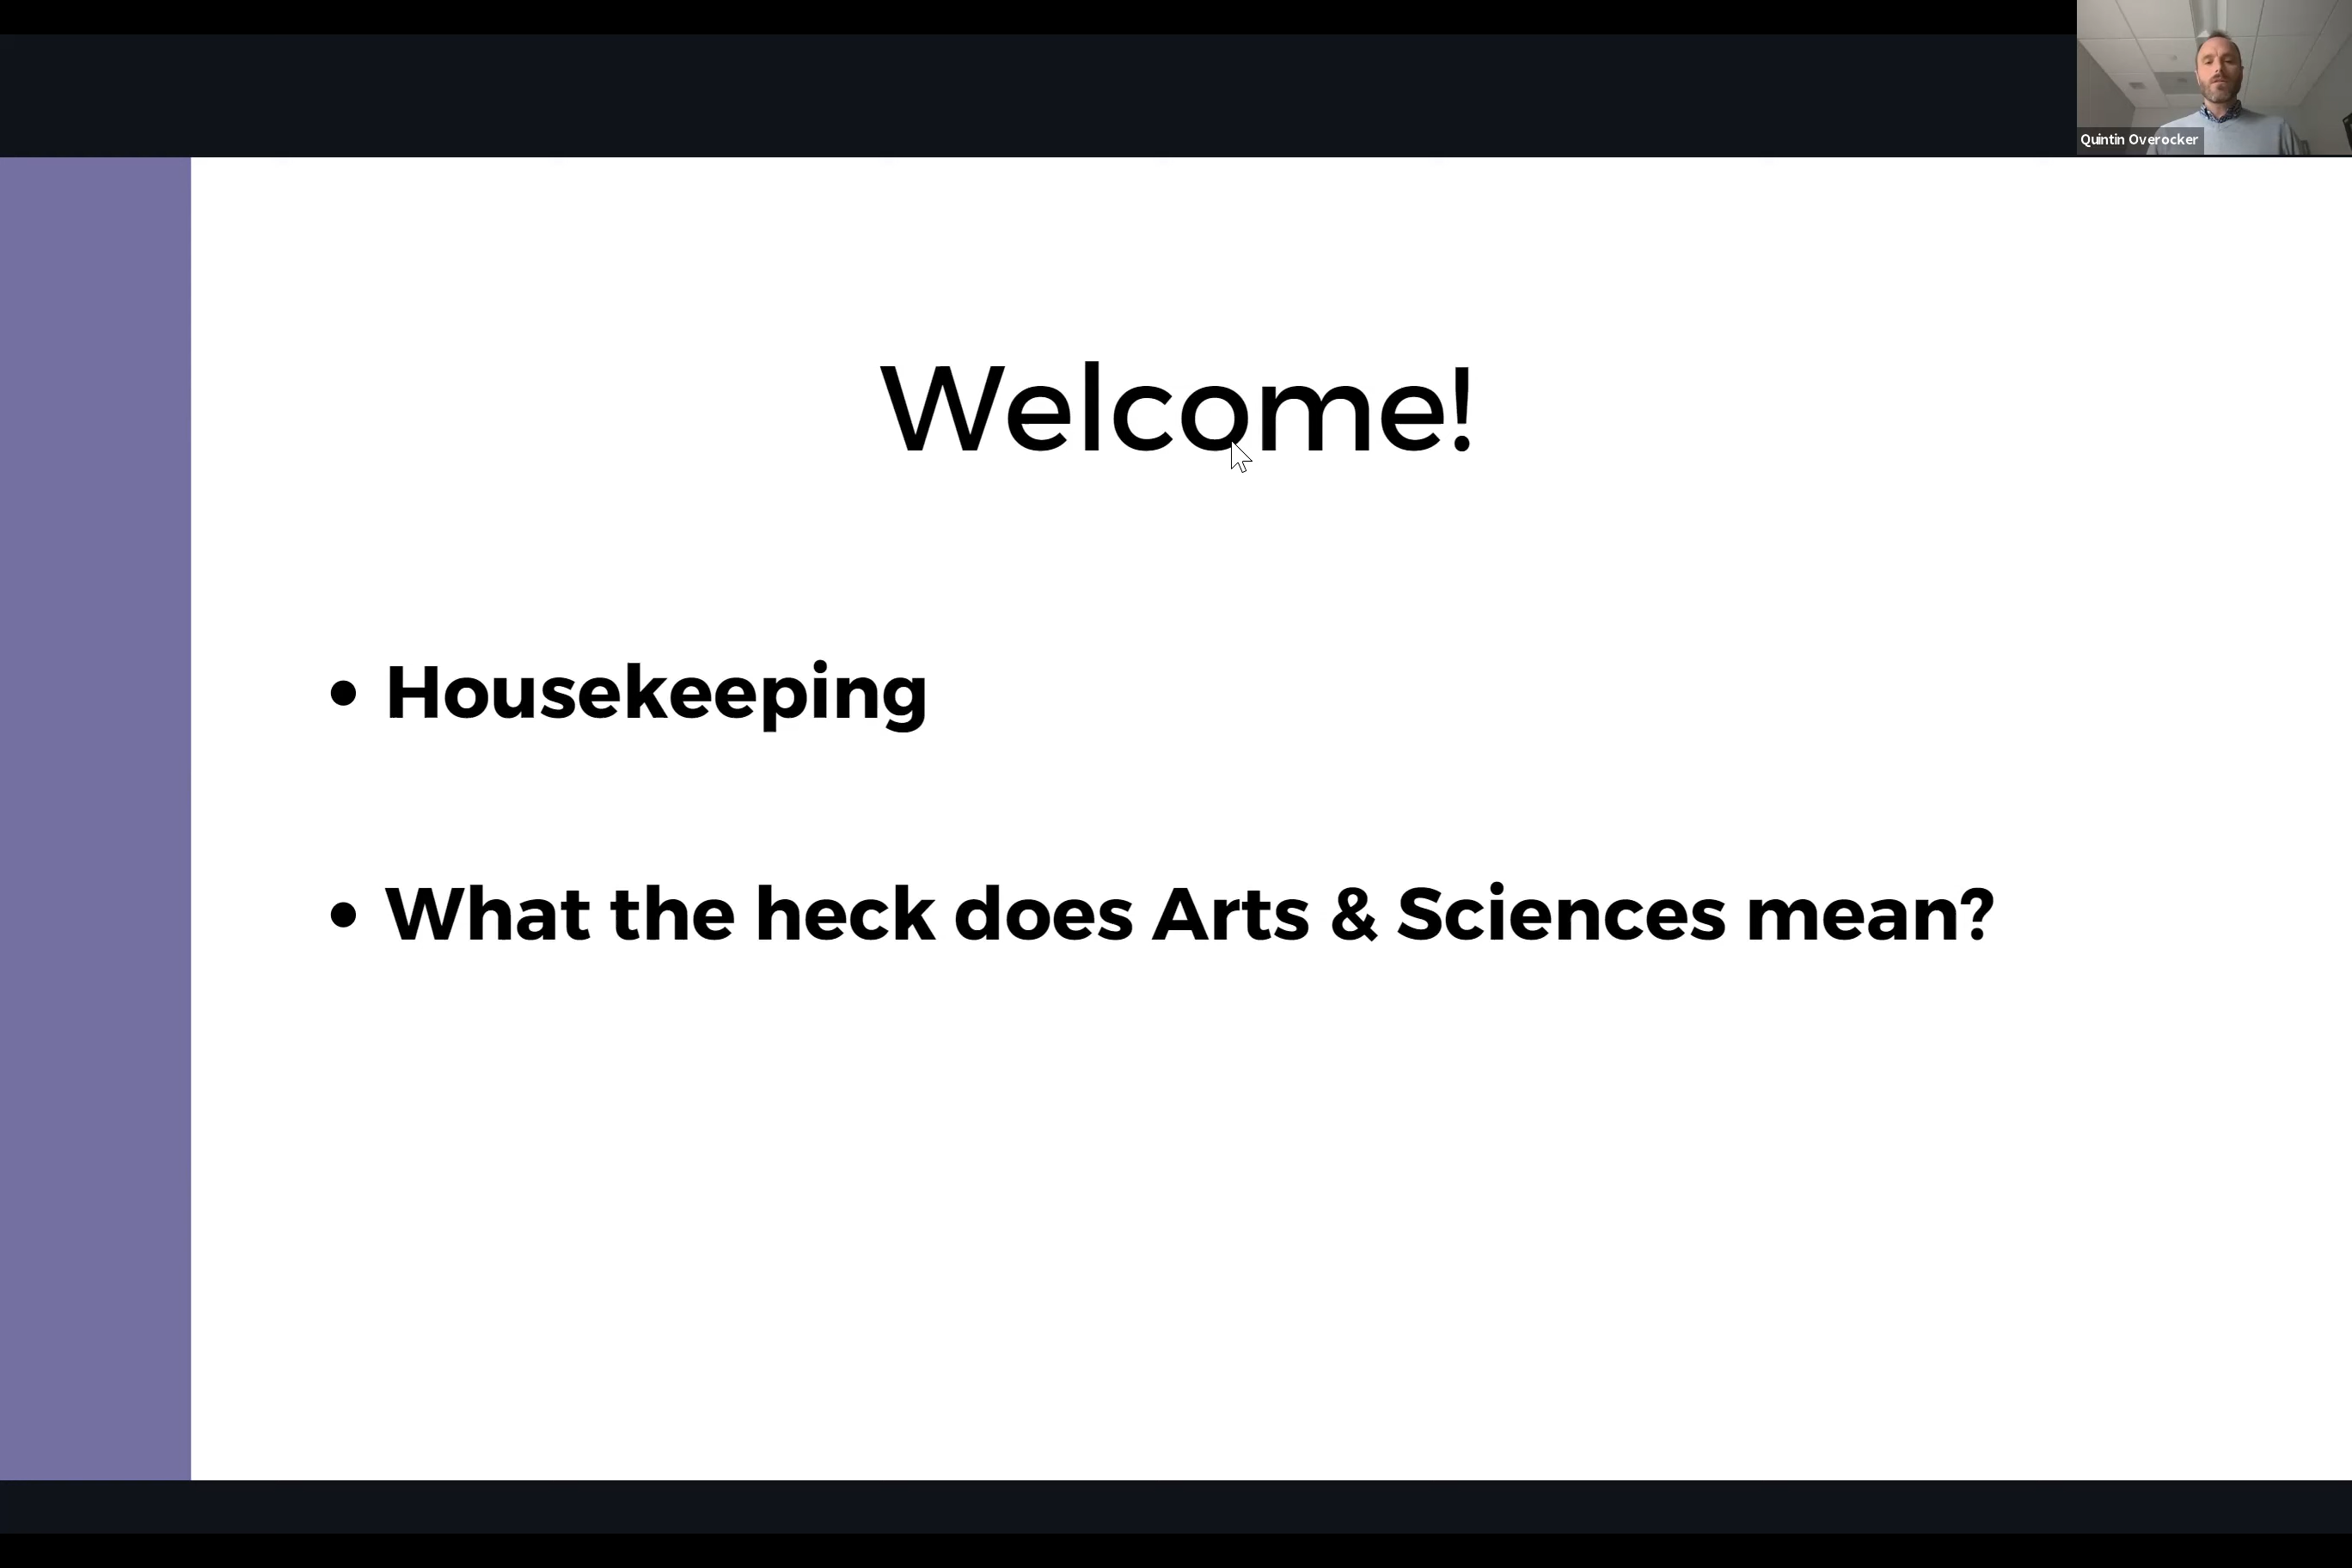 Quintin Overocker
Welcome!
• Housekeeping
• What the heck does Arts & Sciences mean?